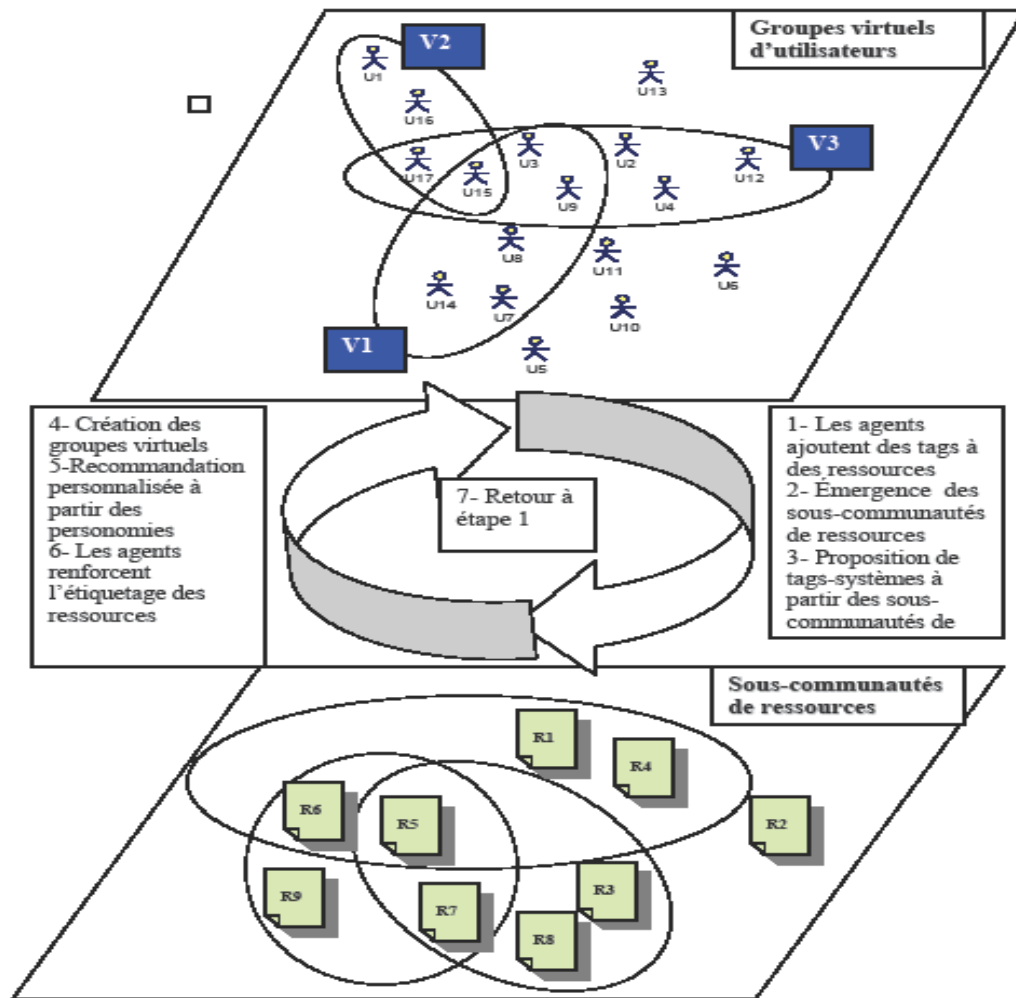 Groupes virtuels
d'utilisateurs
V2
U1
U13
U16
V3
U3
U2
U17
U15
U12
U9
U4
U8
U11
U6
U14
U7
U10
V1
U5
4- Création des
groupes virtuels
5-Recommandation
personnalisée à
partir des
personomies
6- Les agents
renforcent
l'étiquetage des
ressources
7- Retour à
étape 1
1- Les agents
ajoutent des tags à
des ressources
2- Émergence des
sous-communautés
de ressources
3- Proposition de
tags-systèmes à
partir des sous-
communautés de
Sous-communautés
de ressources
R1
R4
R6
R5
R2
R9
R7
R3
R8